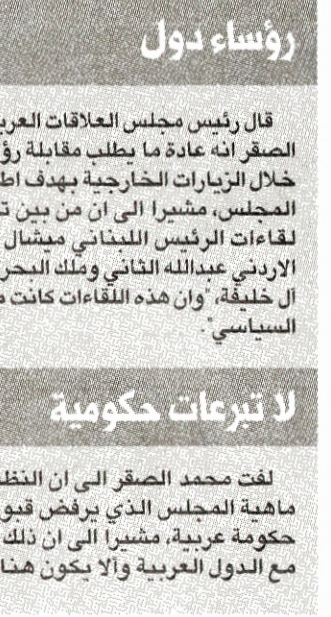 رؤساء دول
قال رئيس مجلس العلاقات العرب
الصقر انه عادة ما يطلب مقابلة رؤ
خلال الزيارات الخارجية بهدف اط
المجلس، مشيرا الى ان من بين ت
لقاءات الرئيس اللبناني ميشال
الاردني عبدالله الثاني وملك البحر
آل خليفة، "وان هذه اللقاءات كانت م
السياسي".
لا تبرعات حكومية
لفت محمد الصقر الى ان النظ
ماهية المجلس الذي يرفض قبو
حكومة عربية، مشيرا الى ان ذلك
مع الدول العربية وألا يكون هنا